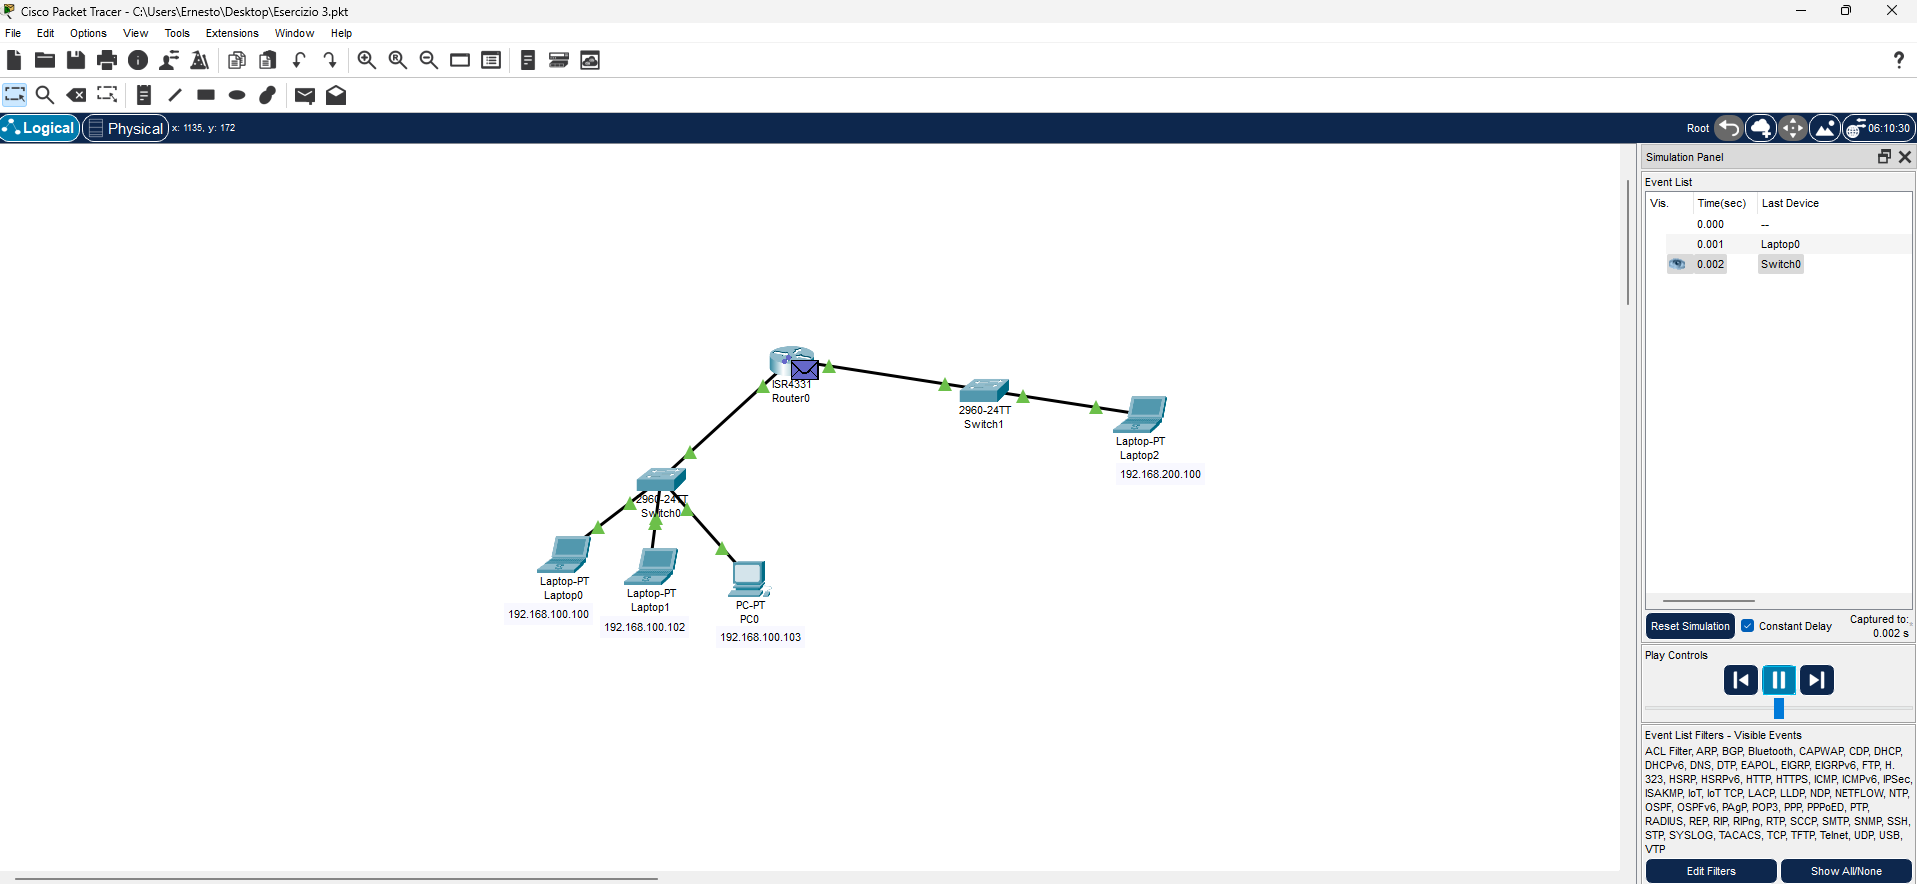 Cisco Packet Tracer - C:\Users\Ernesto\Desktop\Esercizio 3.pkt
File Edit Options View Tools Extensions Window Help
Logical Physical x: 1135, y: 172 Root 06:10:30
Simulation Panel
Event List
Vis. Time(sec) Last Device
0.000 --
0.001 Laptop0
0.002 Switch0
ISR4331
Router0
2960-24TT
Switch1
Laptop-PT
Laptop2
192.168.200.100
2960-24TT
Switch0
Laptop-PT
Laptop0
192.168.100.100
Laptop-PT
Laptop1
192.168.100.102
PC-PT
PC0
192.168.100.103
Reset Simulation Constant Delay Captured to:
0.002 s
Play Controls
Event List Filters - Visible Events
ACL Filter, ARP, BGP, Bluetooth, CAPWAP, CDP, DHCP,
DHCPv6, DNS, DTP, EAPOL, EIGRP, EIGRPv6, FTP, H.
323, HSRP, HSRPv6, HTTP, HTTPS, ICMP, ICMPv6, IPSec,
ISAKMP, IoT, IoT TCP, LACP, LLDP, NDP, NETFLOW, NTP,
OSPF, OSPFv6, PAgP, POP3, PPP, PPPoED, PTP,
RADIUS, REP, RIP, RIPng, RTP, SCCP, SMTP, SNMP, SSH,
STP, SYSLOG, TACACS, TCP, TFTP, Telnet, UDP, USB,
VTP
Edit Filters Show All/None